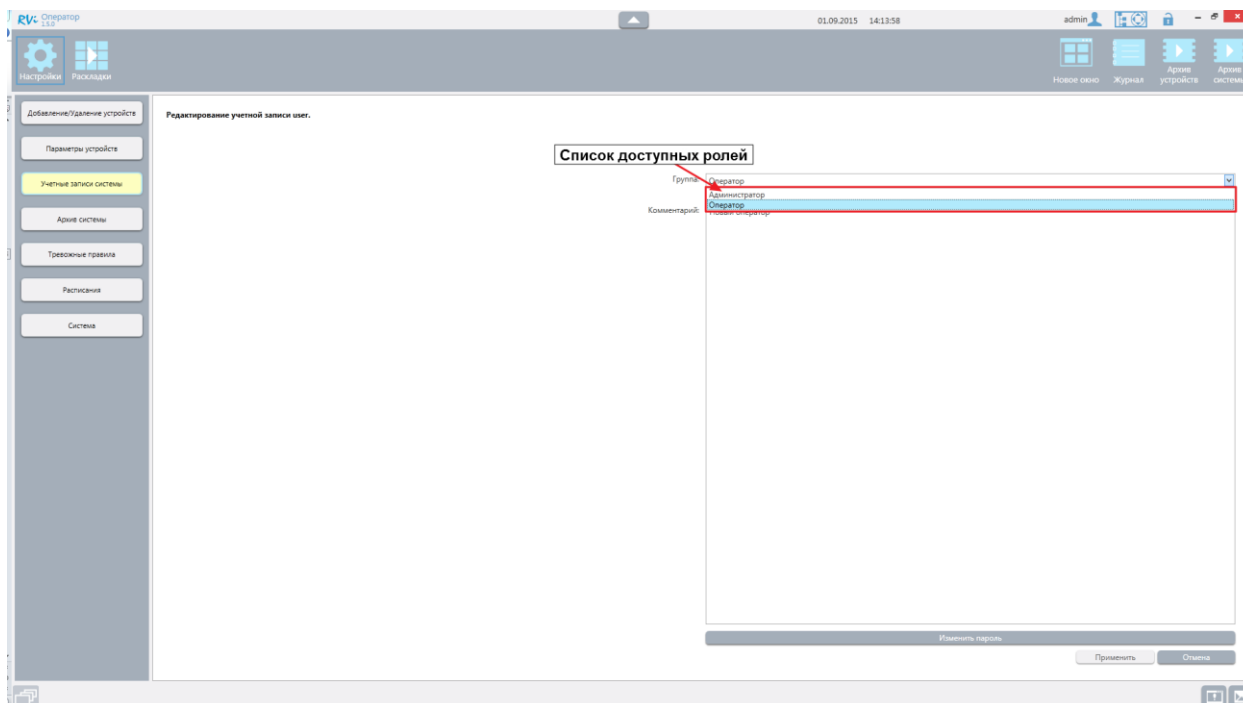 RVi Оператор
1.5.0
01.09.2015 14:13:58
admin
Настройки
Раскладки
Новое окно
Журнал
Архив устройств
Архив системы
Добавление/Удаление устройств
Редактирование учетной записи user.
Параметры устройств
Список доступных ролей
Учетные записи системы
Группа: Оператор
Администратор
Оператор
Комментарий: Новый оператор
Архив системы
Тревожные правила
Расписания
Система
Изменить пароль
Применить
Отмена